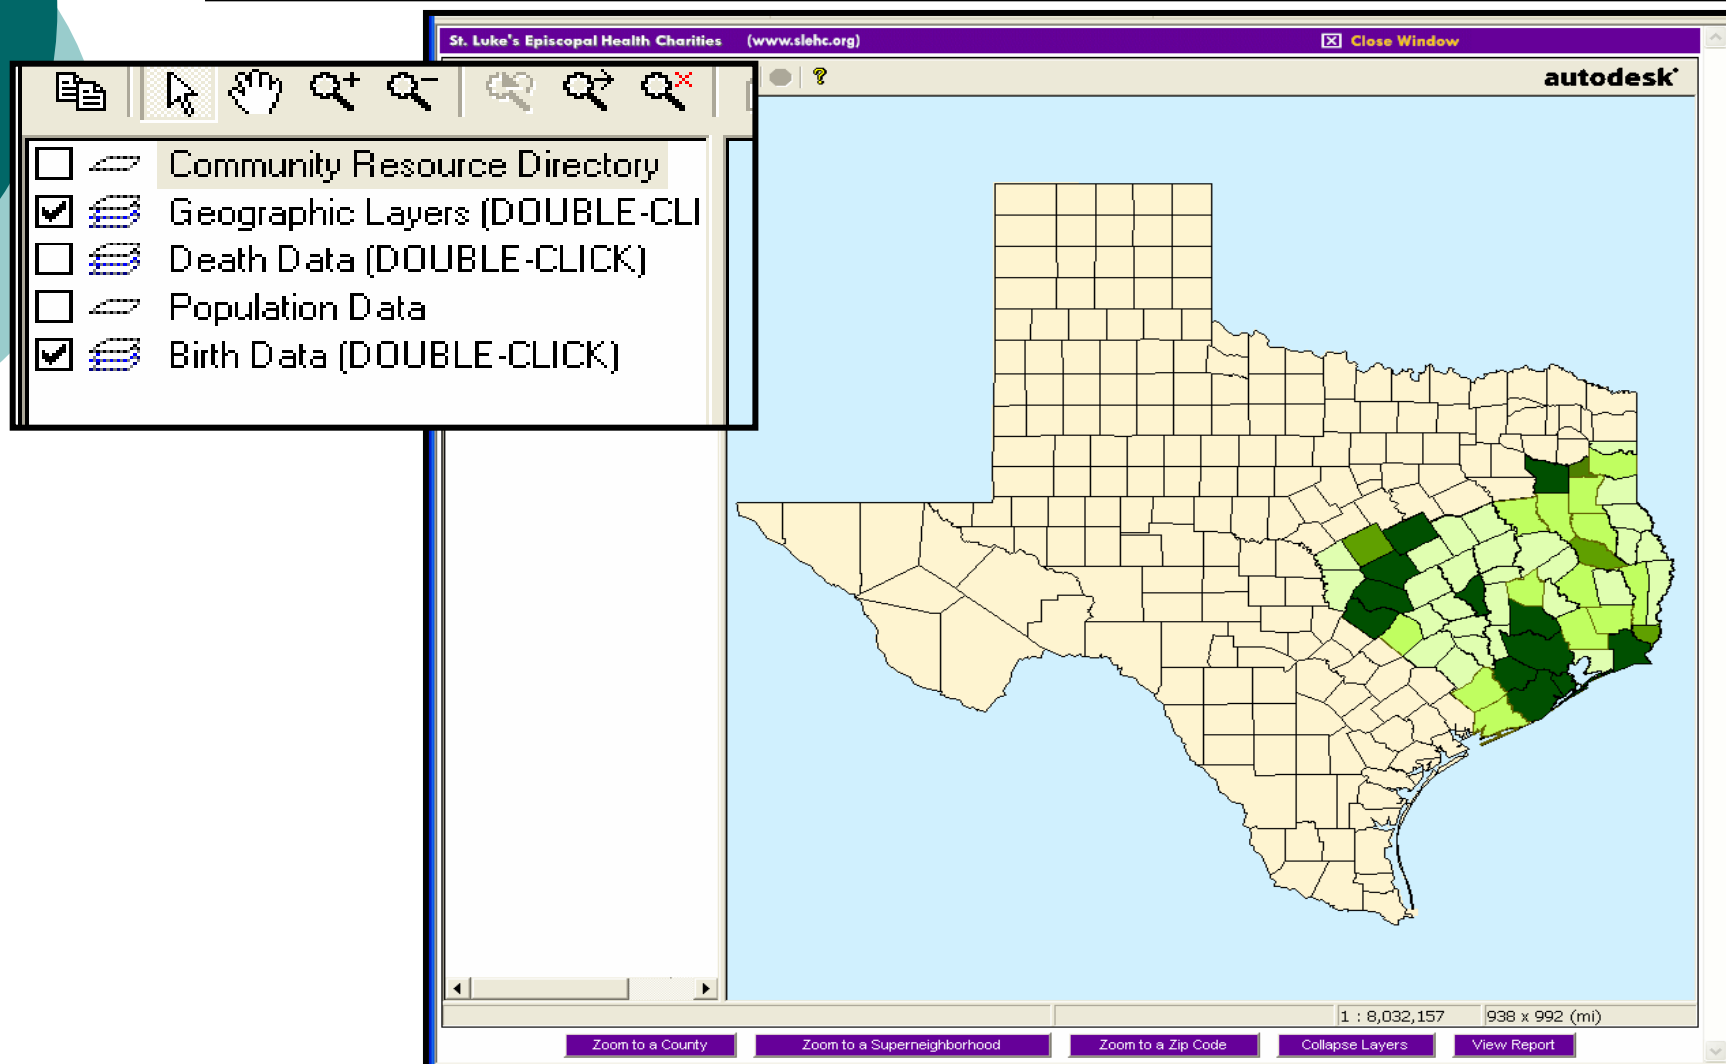 St. Luke's Episcopal Health Charities (www.slehc.org)
Close Window
autodesk
Community Resource Directory
Geographic Layers (DOUBLE-CLI
Death Data (DOUBLE-CLICK)
Population Data
Birth Data (DOUBLE-CLICK)
1 : 8,032,157
938 x 992 (mi)
Zoom to a County
Zoom to a Superneighborhood
Zoom to a Zip Code
Collapse Layers
View Report